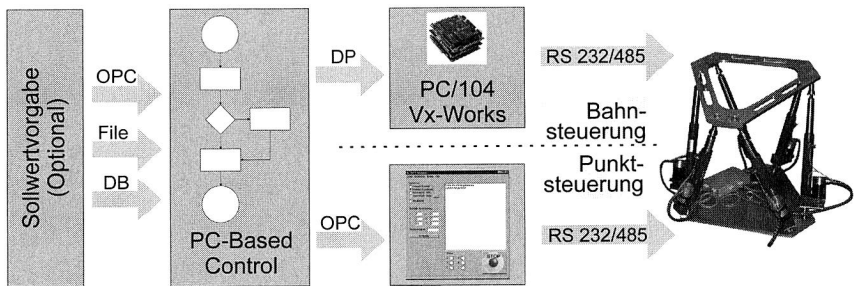 Sollwertvorgabe
(Optional)
OPC
File
DB
PC-Based
Control
DP
OPC
PC/104
Vx-Works
STOP
RS 232/485
Bahn-
steuerung
Punkt-
steuerung
RS 232/485